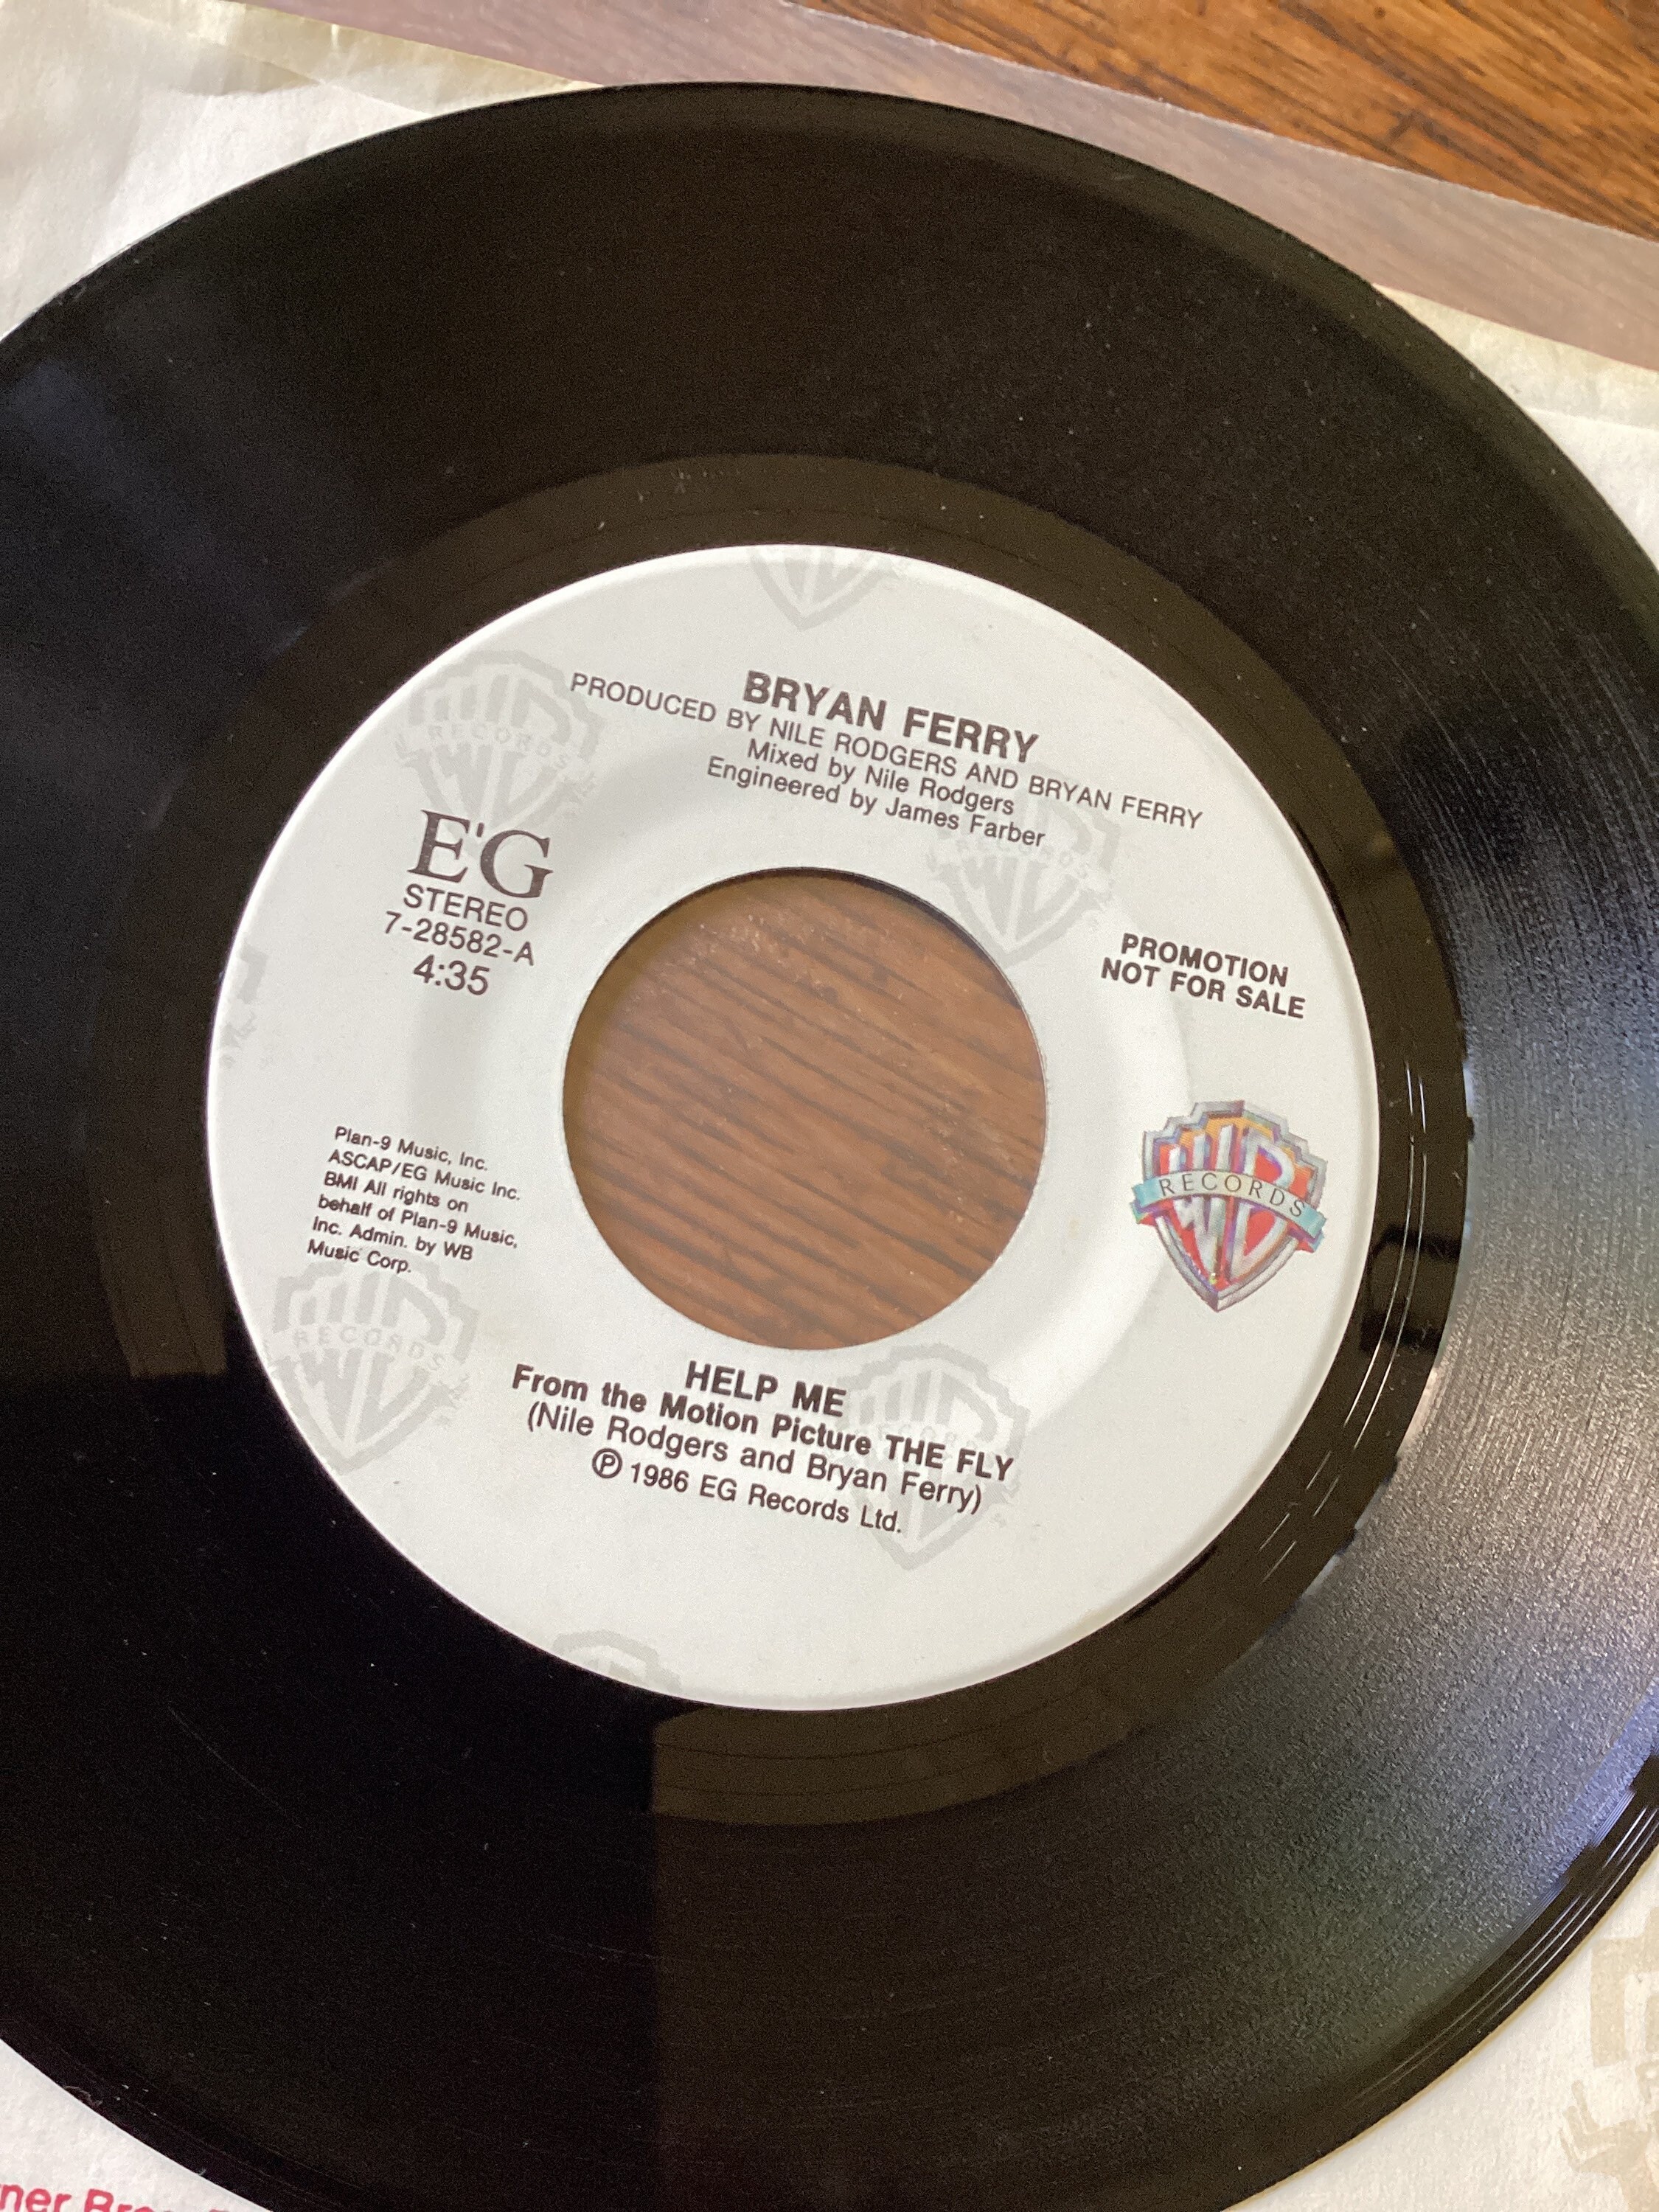 BRYAN FERRY
PRODUCED BY NILE RODGERS AND BRYAN FERRY
Mixed by Nile Rodgers
Engineered by James Farber
E'G
STEREO
7-28582-A
4:35
PROMOTION
NOT FOR SALE
Plan-9 Music, Inc.
ASCAP/EG Music Inc.
BMI All rights on
behalf of Plan-9 Music,
Inc. Admin. by WB
Music Corp.
WB
RECORDS
HELP ME
From the Motion Picture THE FLY
(Nile Rodgers and Bryan Ferry)
Ⓟ 1986 EG Records Ltd.